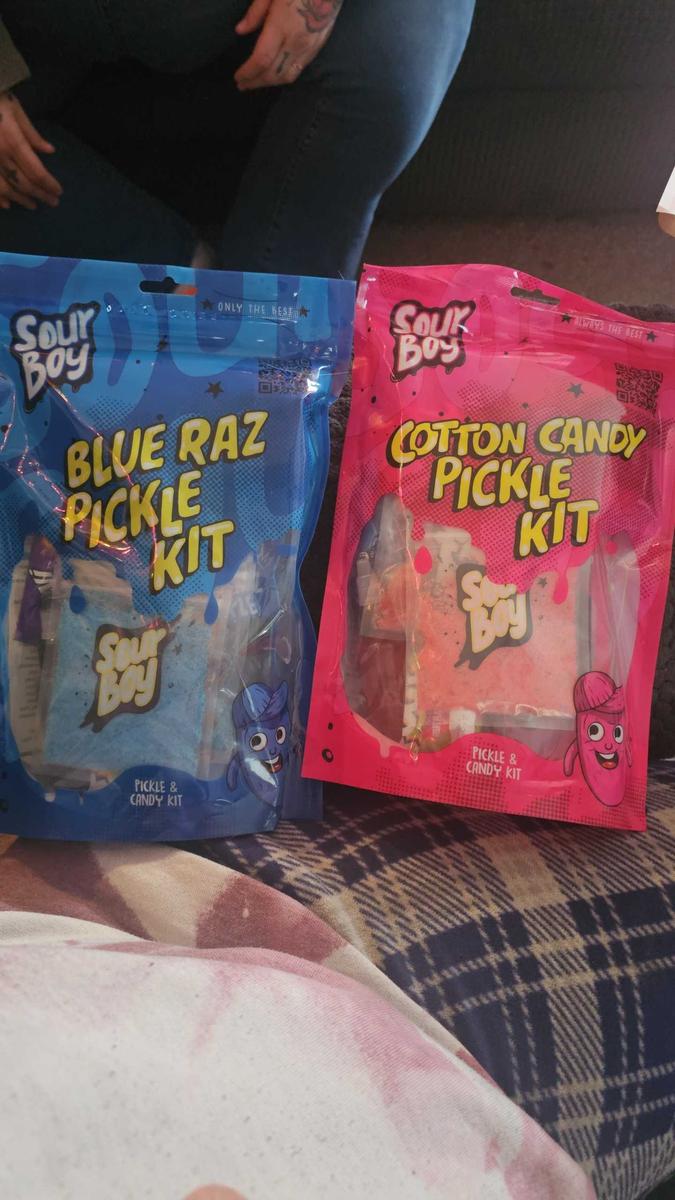 SOUR
BOY
ONLY THE BEST
BLUE RAZ
PICKLE
KIT
SOUR
BOY
PICKLE &
CANDY KIT
SOUR
BOY
ALWAYS THE BEST
COTTON CANDY
PICKLE
KIT
SOUR
BOY
PICKLE &
CANDY KIT